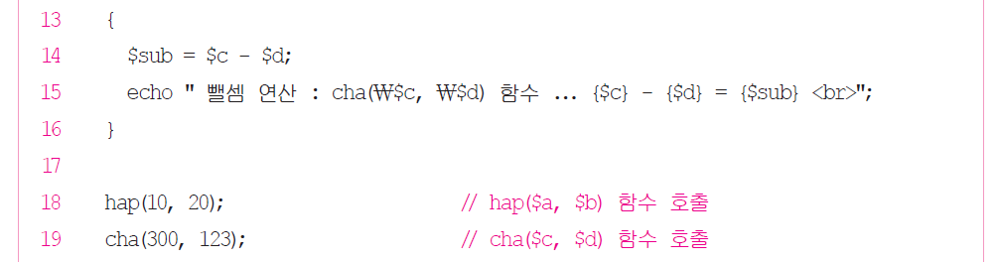 13 {
14 $sub = $c - $d;
15 echo " 뺄셈 연산 : cha(₩$c, ₩$d) 함수 ... {$c} - {$d} = {$sub} <br>";
16 }
17
18 hap(10, 20); // hap($a, $b) 함수 호출
19 cha(300, 123); // cha($c, $d) 함수 호출